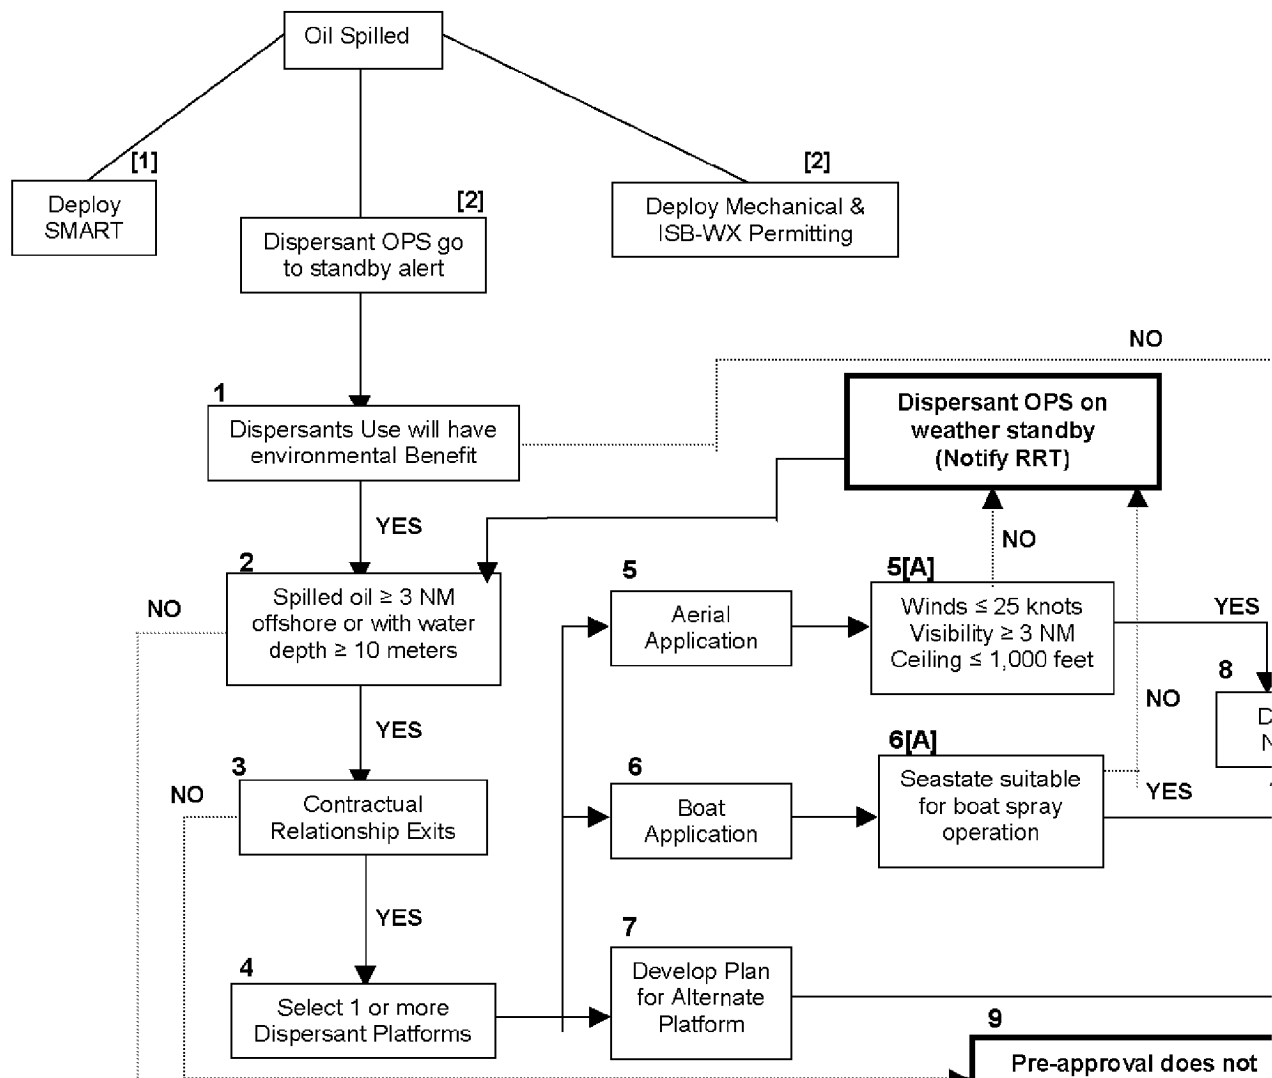 Oil Spilled
[1]
Deploy
SMART
[2]
Dispersant OPS go
to standby alert
[2]
Deploy Mechanical &
ISB-WX Permitting
NO
1
Dispersants Use will have
environmental Benefit
Dispersant OPS on
weather standby
(Notify RRT)
YES
NO
2
Spilled oil ≥ 3 NM
offshore or with water
depth ≥ 10 meters
NO
5
Aerial
Application
5[A]
Winds ≤ 25 knots
Visibility ≥ 3 NM
Ceiling ≤ 1,000 feet
YES
8
D
N
NO
YES
3
Contractual
Relationship Exits
NO
6
Boat
Application
6[A]
Seastate suitable
for boat spray
operation
YES
YES
4
Select 1 or more
Dispersant Platforms
7
Develop Plan
for Alternate
Platform
9
Pre-approval does not